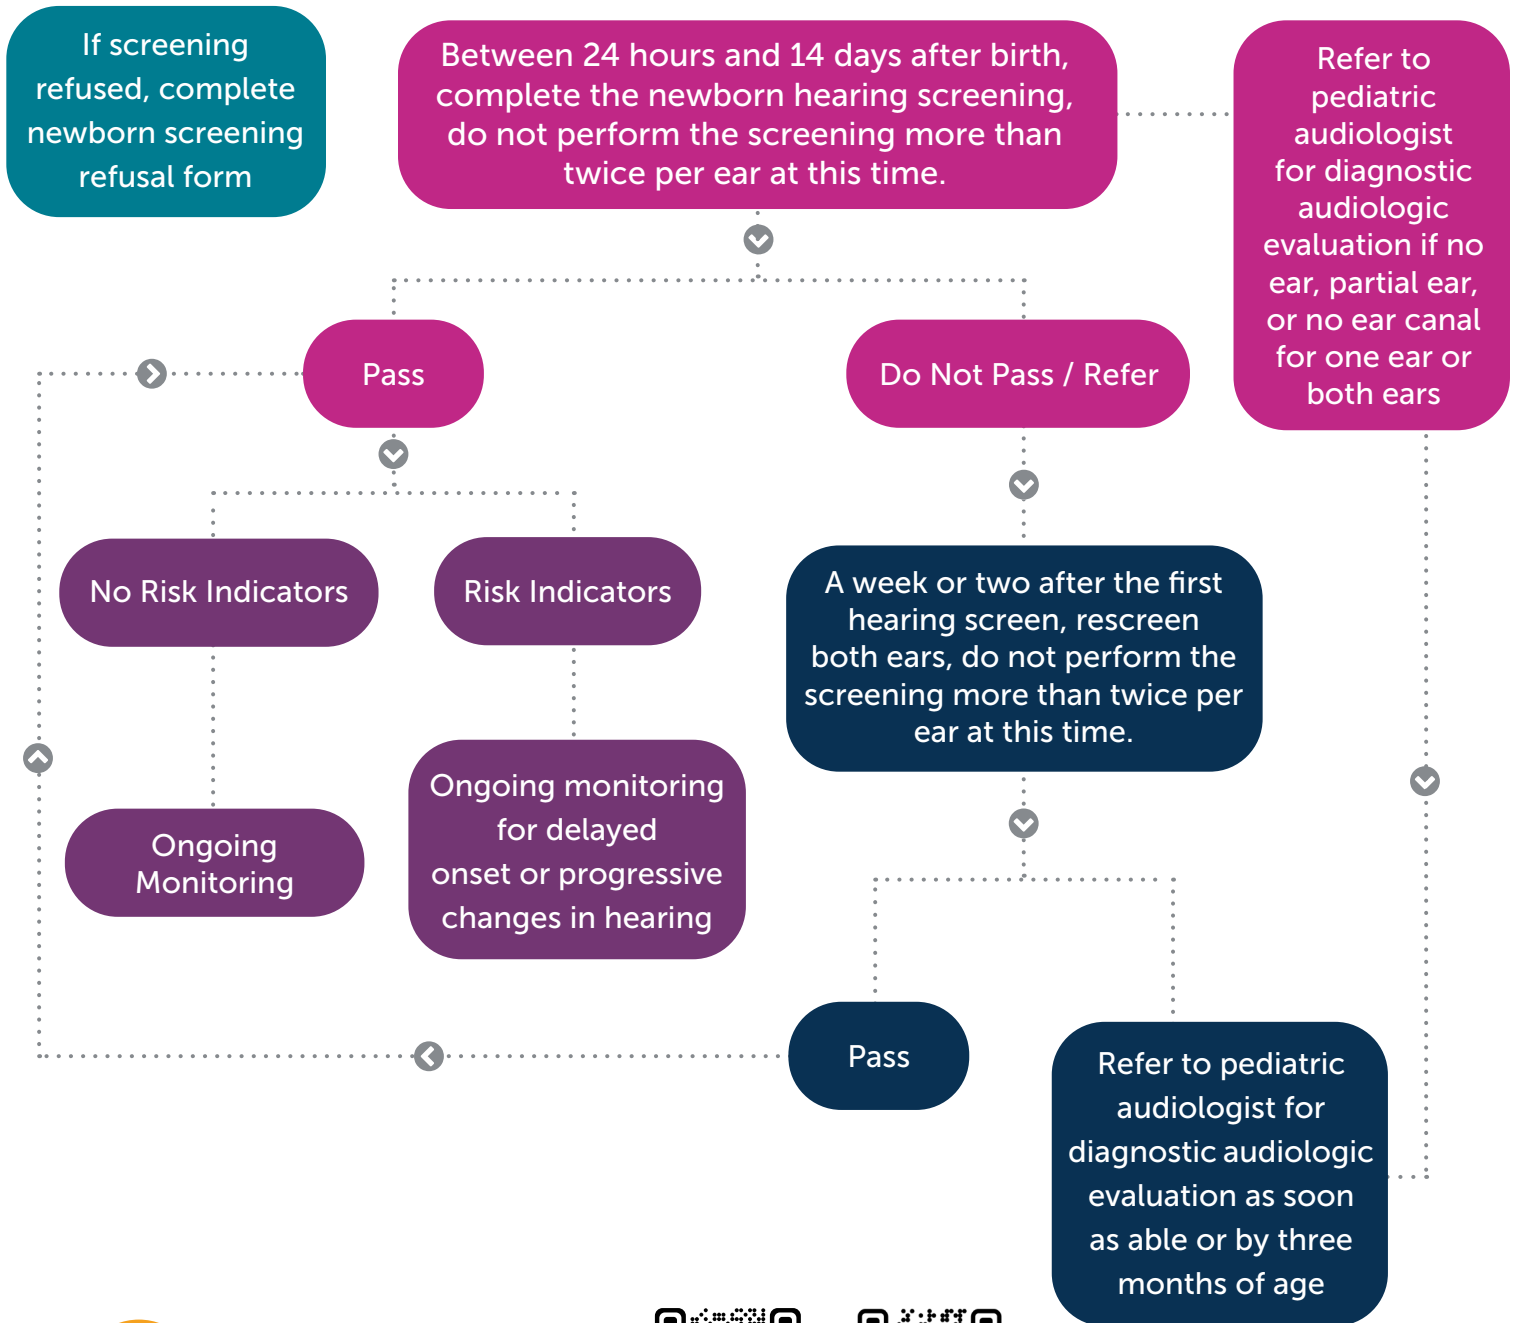 If screening
refused, complete
newborn screening
refusal form
Between 24 hours and 14 days after birth,
complete the newborn hearing screening,
do not perform the screening more than
twice per ear at this time.
Refer to
pediatric
audiologist
for diagnostic
audiologic
evaluation if no
ear, partial ear,
or no ear canal
for one ear or
both ears
Pass
Do Not Pass / Refer
No Risk Indicators
Risk Indicators
A week or two after the first
hearing screen, rescreen
both ears, do not perform the
screening more than twice per
ear at this time.
Ongoing
Monitoring
Ongoing monitoring
for delayed
onset or progressive
changes in hearing
Pass
Refer to pediatric
audiologist for
diagnostic audiologic
evaluation as soon
as able or by three
months of age